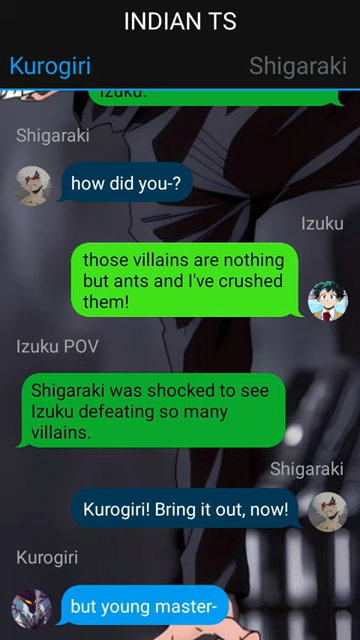 INDIAN TS
Kurogiri Shigaraki
Izuku.
Shigaraki
how did you-?
Izuku
those villains are nothing
but ants and I've crushed
them!
Izuku POV
Shigaraki was shocked to see
Izuku defeating so many
villains.
Shigaraki
Kurogiri! Bring it out, now!
Kurogiri
but young master-